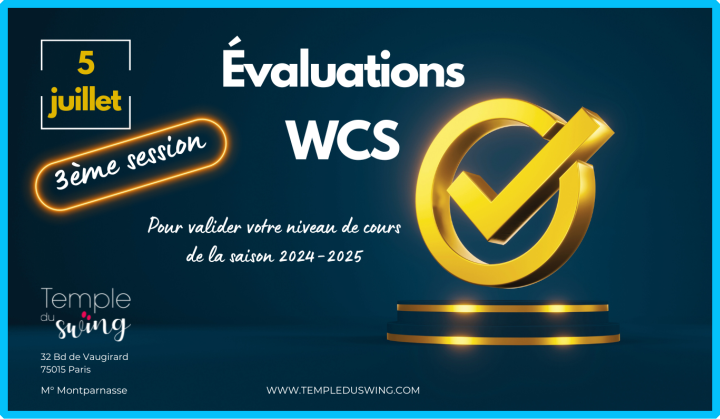 5
juillet
Évaluations
WCS
3ème session
Pour valider votre niveau de cours
de la saison 2024-2025
Temple
du
swing
32 Bd de Vaugirard
75015 Paris
M° Montparnasse
WWW.TEMPLEDUSWING.COM